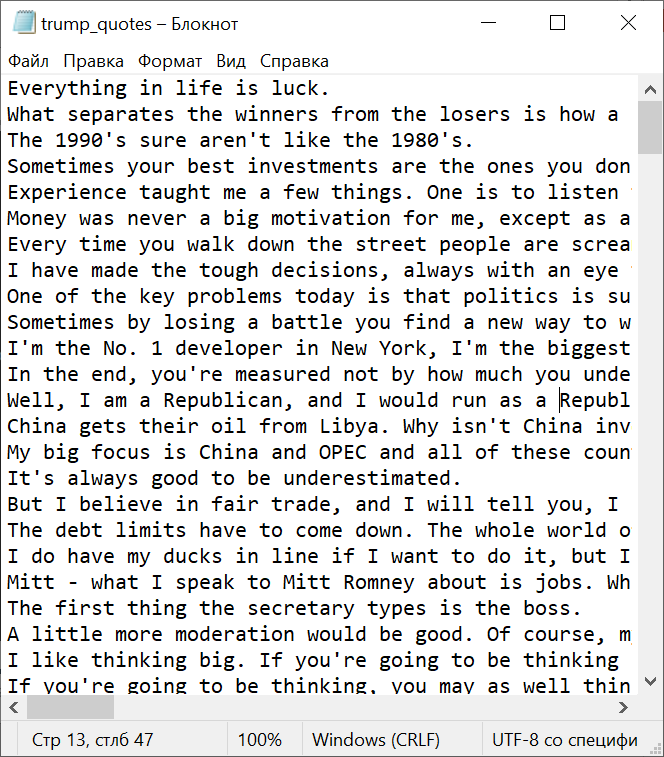 trump_quotes – Блокнот
Файл Правка Формат Вид Справка
Everything in life is luck.
What separates the winners from the losers is how a
The 1990's sure aren't like the 1980's.
Sometimes your best investments are the ones you don
Experience taught me a few things. One is to listen
Money was never a big motivation for me, except as a
Every time you walk down the street people are screa
I have made the tough decisions, always with an eye
One of the key problems today is that politics is su
Sometimes by losing a battle you find a new way to w
I'm the No. 1 developer in New York, I'm the biggest
In the end, you're measured not by how much you unde
Well, I am a Republican, and I would run as a Republ
China gets their oil from Libya. Why isn't China inv
My big focus is China and OPEC and all of these coun
It's always good to be underestimated.
But I believe in fair trade, and I will tell you, I
The debt limits have to come down. The whole world o
I do have my ducks in line if I want to do it, but I
Mitt - what I speak to Mitt Romney about is jobs. Wh
The first thing the secretary types is the boss.
A little more moderation would be good. Of course, m
I like thinking big. If you're going to be thinking
If you're going to be thinking, you may as well thin
Стр 13, стлб 47 100% Windows (CRLF) UTF-8 со специфи